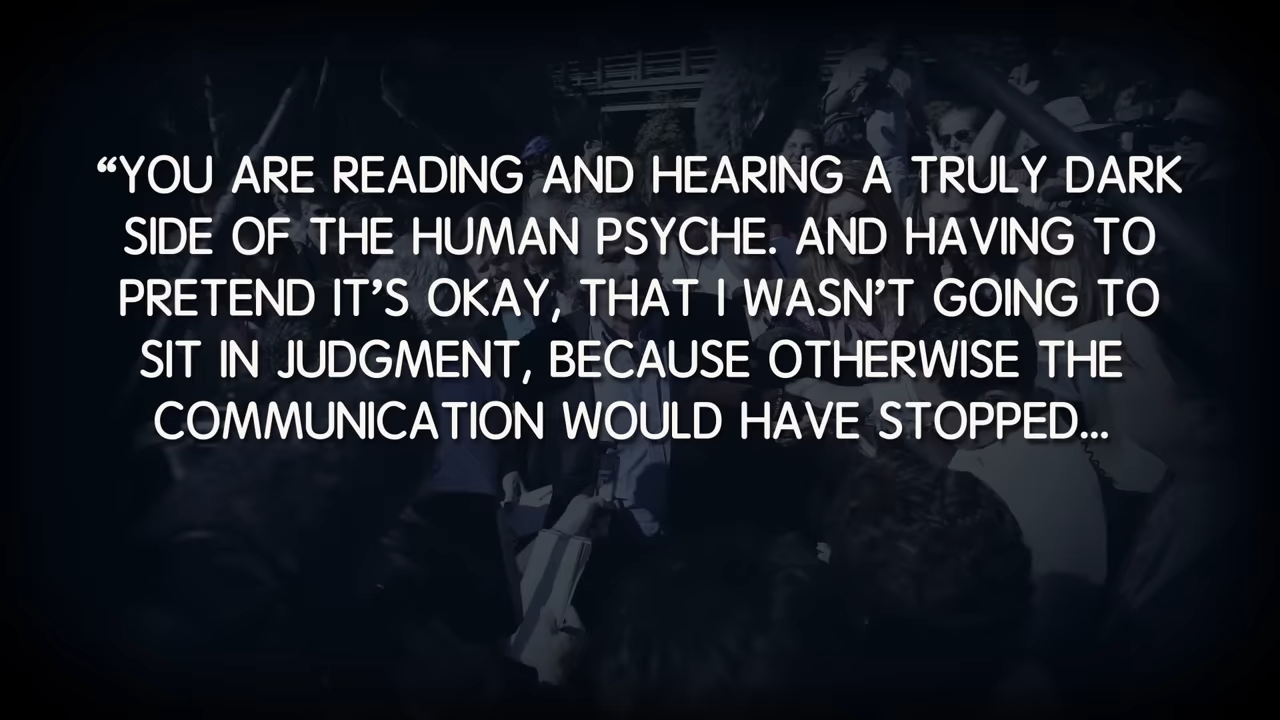 “YOU ARE READING AND HEARING A TRULY DARK
SIDE OF THE HUMAN PSYCHE. AND HAVING TO
PRETEND IT’S OKAY, THAT I WASN’T GOING TO
SIT IN JUDGMENT, BECAUSE OTHERWISE THE
COMMUNICATION WOULD HAVE STOPPED...